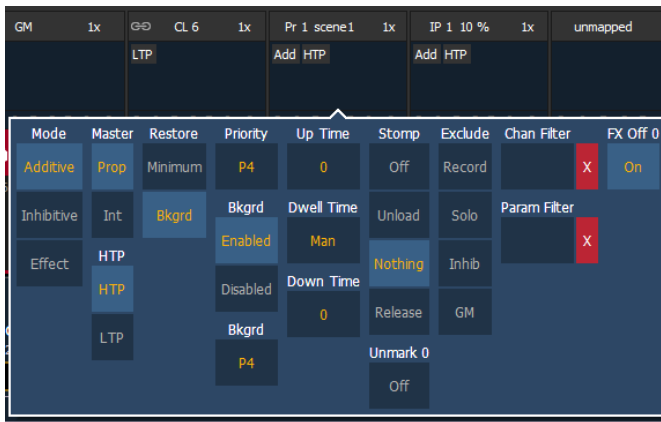 GM 1x CL 6 1x Pr 1 scene1 1x IP 1 10 % 1x unmapped
LTP Add HTP Add HTP
Mode Master Restore Priority Up Time Stomp Exclude Chan Filter FX Off 0
Additive Prop Minimum P4 0 Off Record X On
Inhibitive Int Bkgrd Bkgrd Dwell Time Unload Solo Param Filter
Enabled Man X
Effect HTP Nothing Inhib
HTP Disabled Down Time
LTP Bkgrd 0 Release GM
P4 Unmark 0
Off